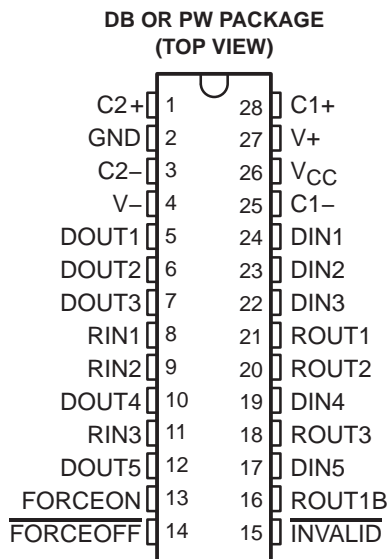 DB OR PW PACKAGE
(TOP VIEW)
C2+ 1 28 C1+
GND 2 27 V+
C2− 3 26 VCC
V− 4 25 C1−
DOUT1 5 24 DIN1
DOUT2 6 23 DIN2
DOUT3 7 22 DIN3
RIN1 8 21 ROUT1
RIN2 9 20 ROUT2
DOUT4 10 19 DIN4
RIN3 11 18 ROUT3
DOUT5 12 17 DIN5
FORCEON 13 16 ROUT1B
FORCEOFF 14 15 INVALID